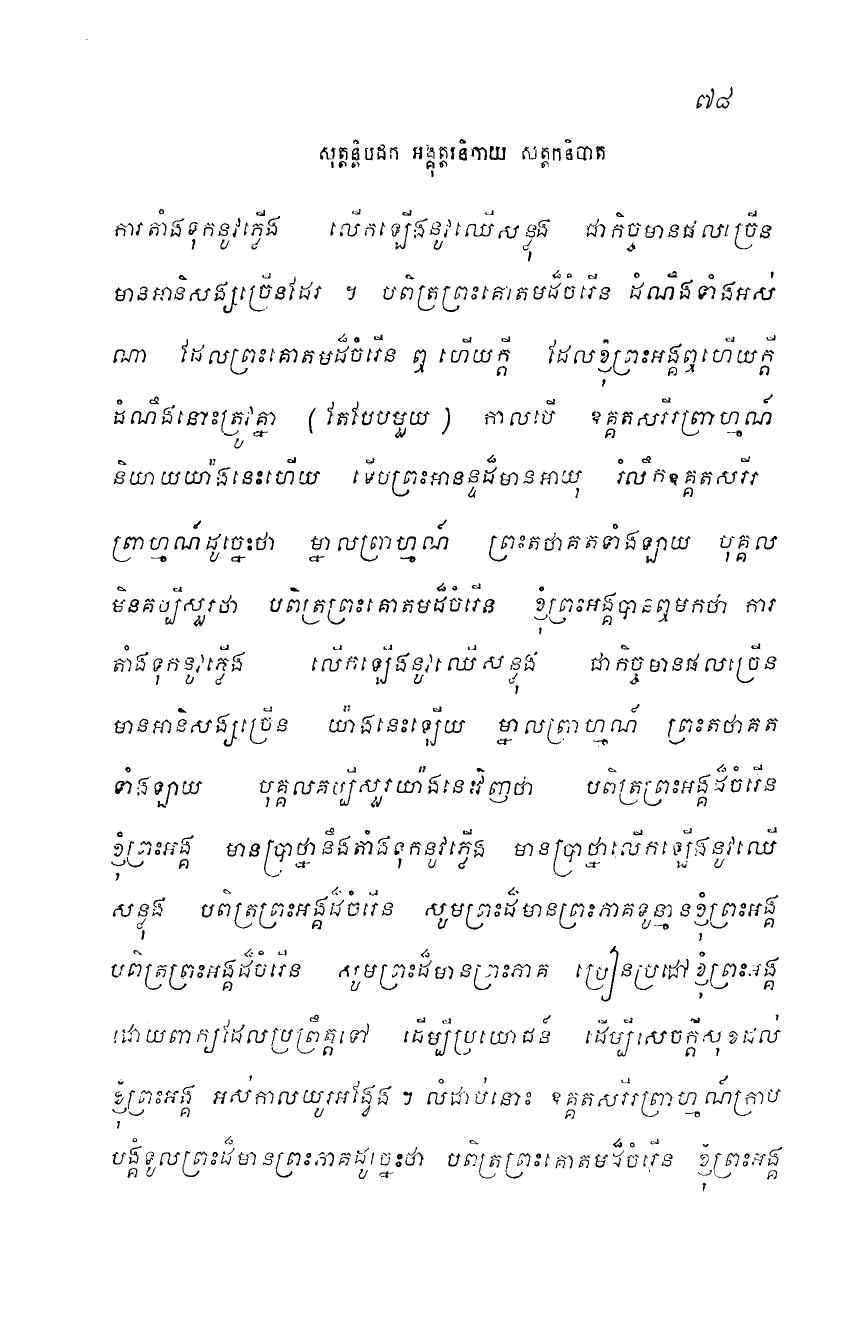 ៧៨
សុត្តន្តបិដក អង្គុត្តរនិកាយ សត្តកនិបាត
ការតាំងទុកនូវភ្លើង លើកឡើងនូវឈើសន្ធុង ជាកិច្ចមានផលច្រើន
មានអានិសង្សច្រើនដែរ ។ បពិត្រព្រះគោតមដ៏ចំរើន ដំណឹងទាំងអស់
ណា ដែលព្រះគោតមដ៏ចំរើន ឮ ហើយក្តី ដែលខ្ញុំព្រះអង្គឮហើយក្តី
ដំណឹងនោះត្រូវគ្នា (តែបែបមួយ) កាលបើ ឧគ្គតសរីរព្រាហ្មណ៍
និយាយយ៉ាងនេះហើយ ទើបព្រះអានន្ទដ៏មានអាយុ រំលឹកឧគ្គតសរីរ
ព្រាហ្មណ៍ដូច្នេះថា ម្នាលព្រាហ្មណ៍ ព្រះតថាគតទាំងឡាយ បុគ្គល
មិនគប្បីសួរថា បពិត្រព្រះគោតមដ៏ចំរើន ខ្ញុំព្រះអង្គបានឮមកថា ការ
តាំងទុកនូវភ្លើង លើកឡើងនូវឈើសន្ធុង ជាកិច្ចមានផលច្រើន
មានអានិសង្សច្រើន យ៉ាងនេះឡើយ ម្នាលព្រាហ្មណ៍ ព្រះតថាគត
ទាំងឡាយ បុគ្គលគប្បីសួរយ៉ាងនេះវិញថា បពិត្រព្រះអង្គដ៏ចំរើន
ខ្ញុំព្រះអង្គ មានប្រាថ្នានឹងតាំងទុកនូវភ្លើង មានប្រាថ្នាលើកឡើងនូវឈើ
សន្ធុង បពិត្រព្រះអង្គដ៏ចំរើន សូមព្រះដ៏មានព្រះភាគទូន្មានខ្ញុំព្រះអង្គ
បពិត្រព្រះអង្គដ៏ចំរើន សូមព្រះដ៏មានព្រះភាគ ប្រៀនប្រដៅខ្ញុំព្រះអង្គ
ដោយពាក្យដែលប្រព្រឹត្តទៅ ដើម្បីប្រយោជន៍ ដើម្បីសេចក្តីសុខដល់
ខ្ញុំព្រះអង្គ អស់កាលយូរអង្វែង ។ លំដាប់នោះ ឧគ្គតសរីរព្រាហ្មណ៍ក្រាប
បង្គំទូលព្រះដ៏មានព្រះភាគដូច្នេះថា បពិត្រព្រះគោតមដ៏ចំរើន ខ្ញុំព្រះអង្គ